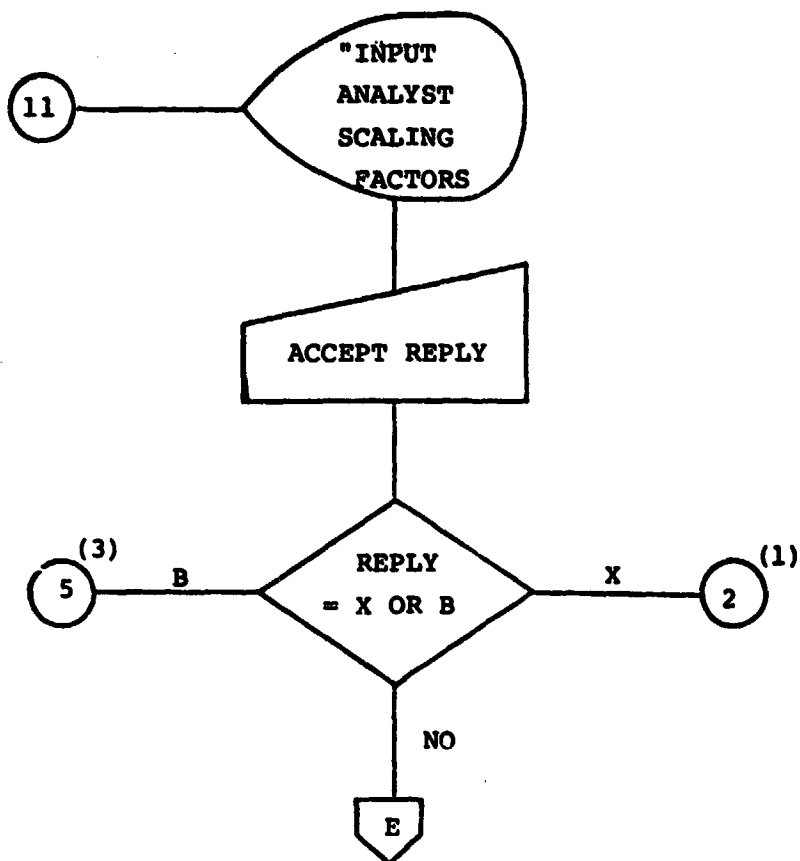 "INPUT
ANALYST
SCALING
FACTORS
11
ACCEPT REPLY
(3)
5
B
REPLY
= X OR B
X
(1)
2
NO
E